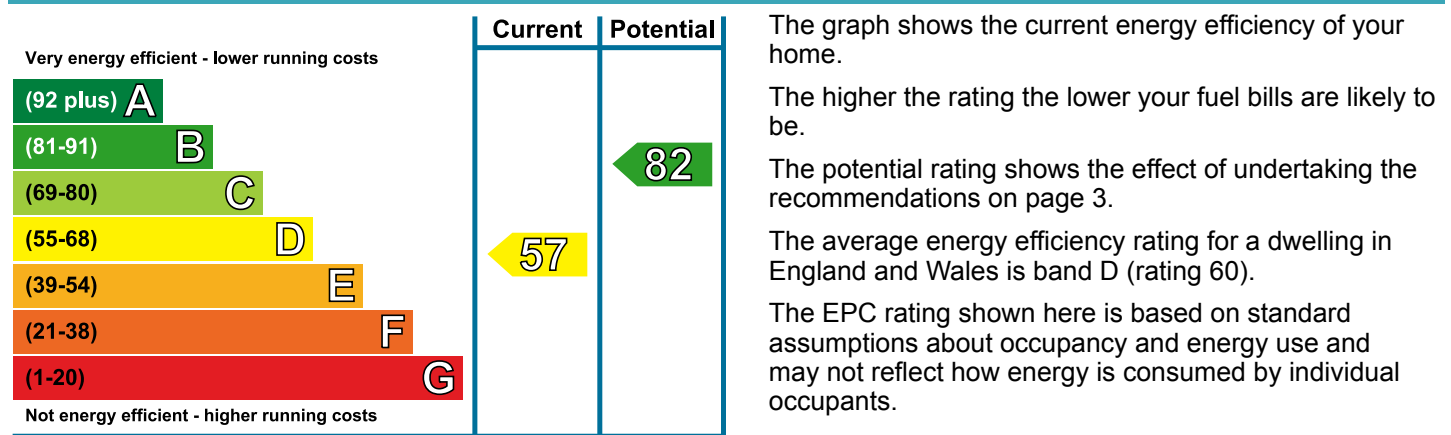 Current Potential
Very energy efficient - lower running costs
(92 plus) A
(81-91) B
82
(69-80) C
(55-68) D
57
(39-54) E
(21-38) F
(1-20) G
Not energy efficient - higher running costs
The graph shows the current energy efficiency of your
home.
The higher the rating the lower your fuel bills are likely to
be.
The potential rating shows the effect of undertaking the
recommendations on page 3.
The average energy efficiency rating for a dwelling in
England and Wales is band D (rating 60).
The EPC rating shown here is based on standard
assumptions about occupancy and energy use and
may not reflect how energy is consumed by individual
occupants.